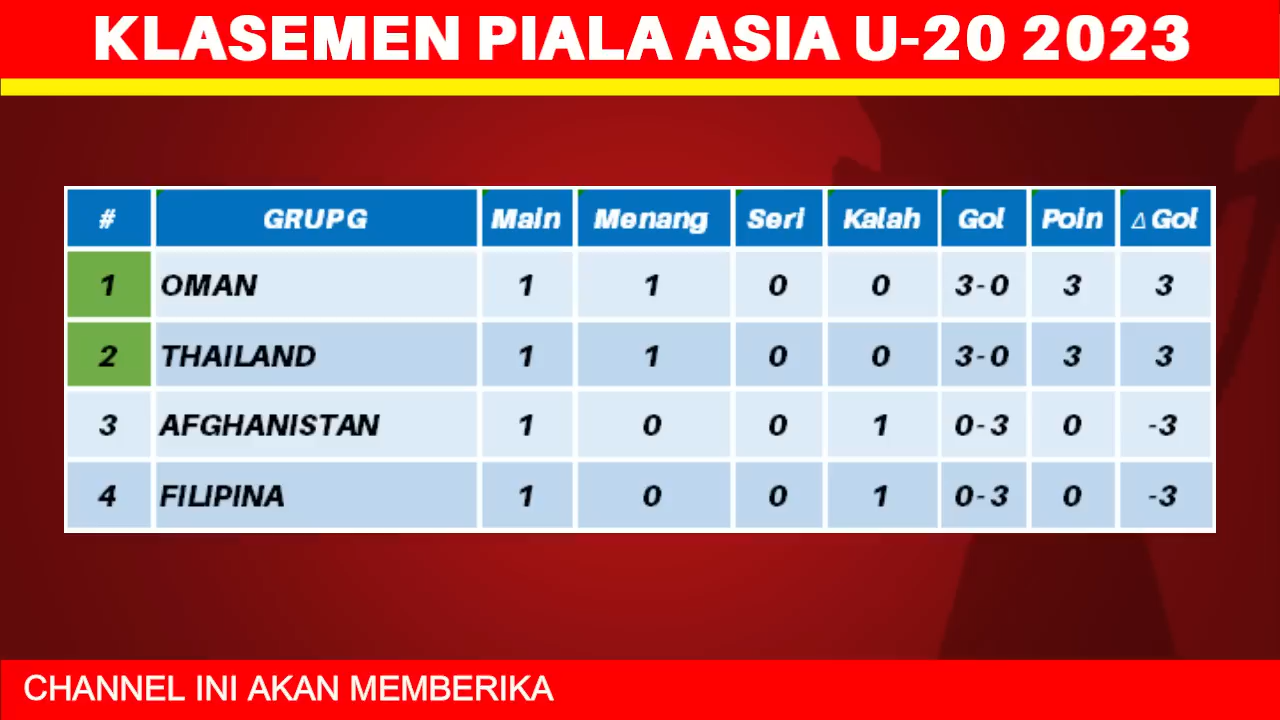 KLASEMEN PIALA ASIA U-20 2023
# GRUP G Main Menang Seri Kalah Gol Poin △ Gol
1 OMAN 1 1 0 0 3-0 3 3
2 THAILAND 1 1 0 0 3-0 3 3
3 AFGHANISTAN 1 0 0 1 0-3 0 -3
4 FILIPINA 1 0 0 1 0-3 0 -3
CHANNEL INI AKAN MEMBERIKA